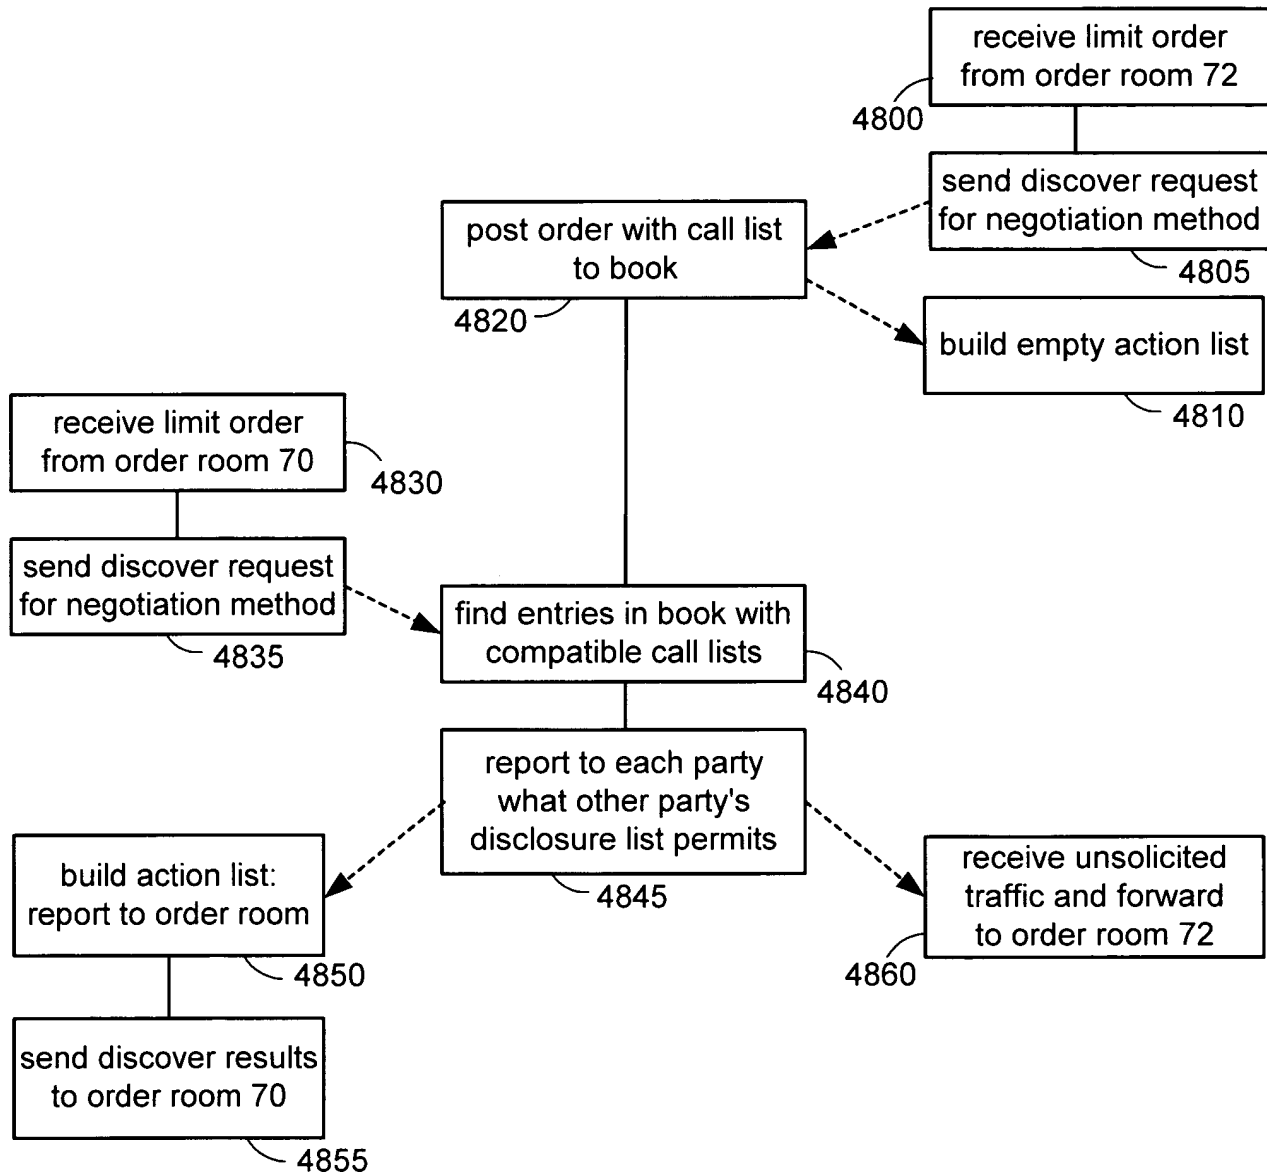 receive limit order
from order room 72
4800
send discover request
for negotiation method
4805
post order with call list
to book
4820
build empty action list
4810
receive limit order
from order room 70
4830
send discover request
for negotiation method
4835
find entries in book with
compatible call lists
4840
report to each party
what other party's
disclosure list permits
4845
build action list:
report to order room
4850
receive unsolicited
traffic and forward
to order room 72
4860
send discover results
to order room 70
4855